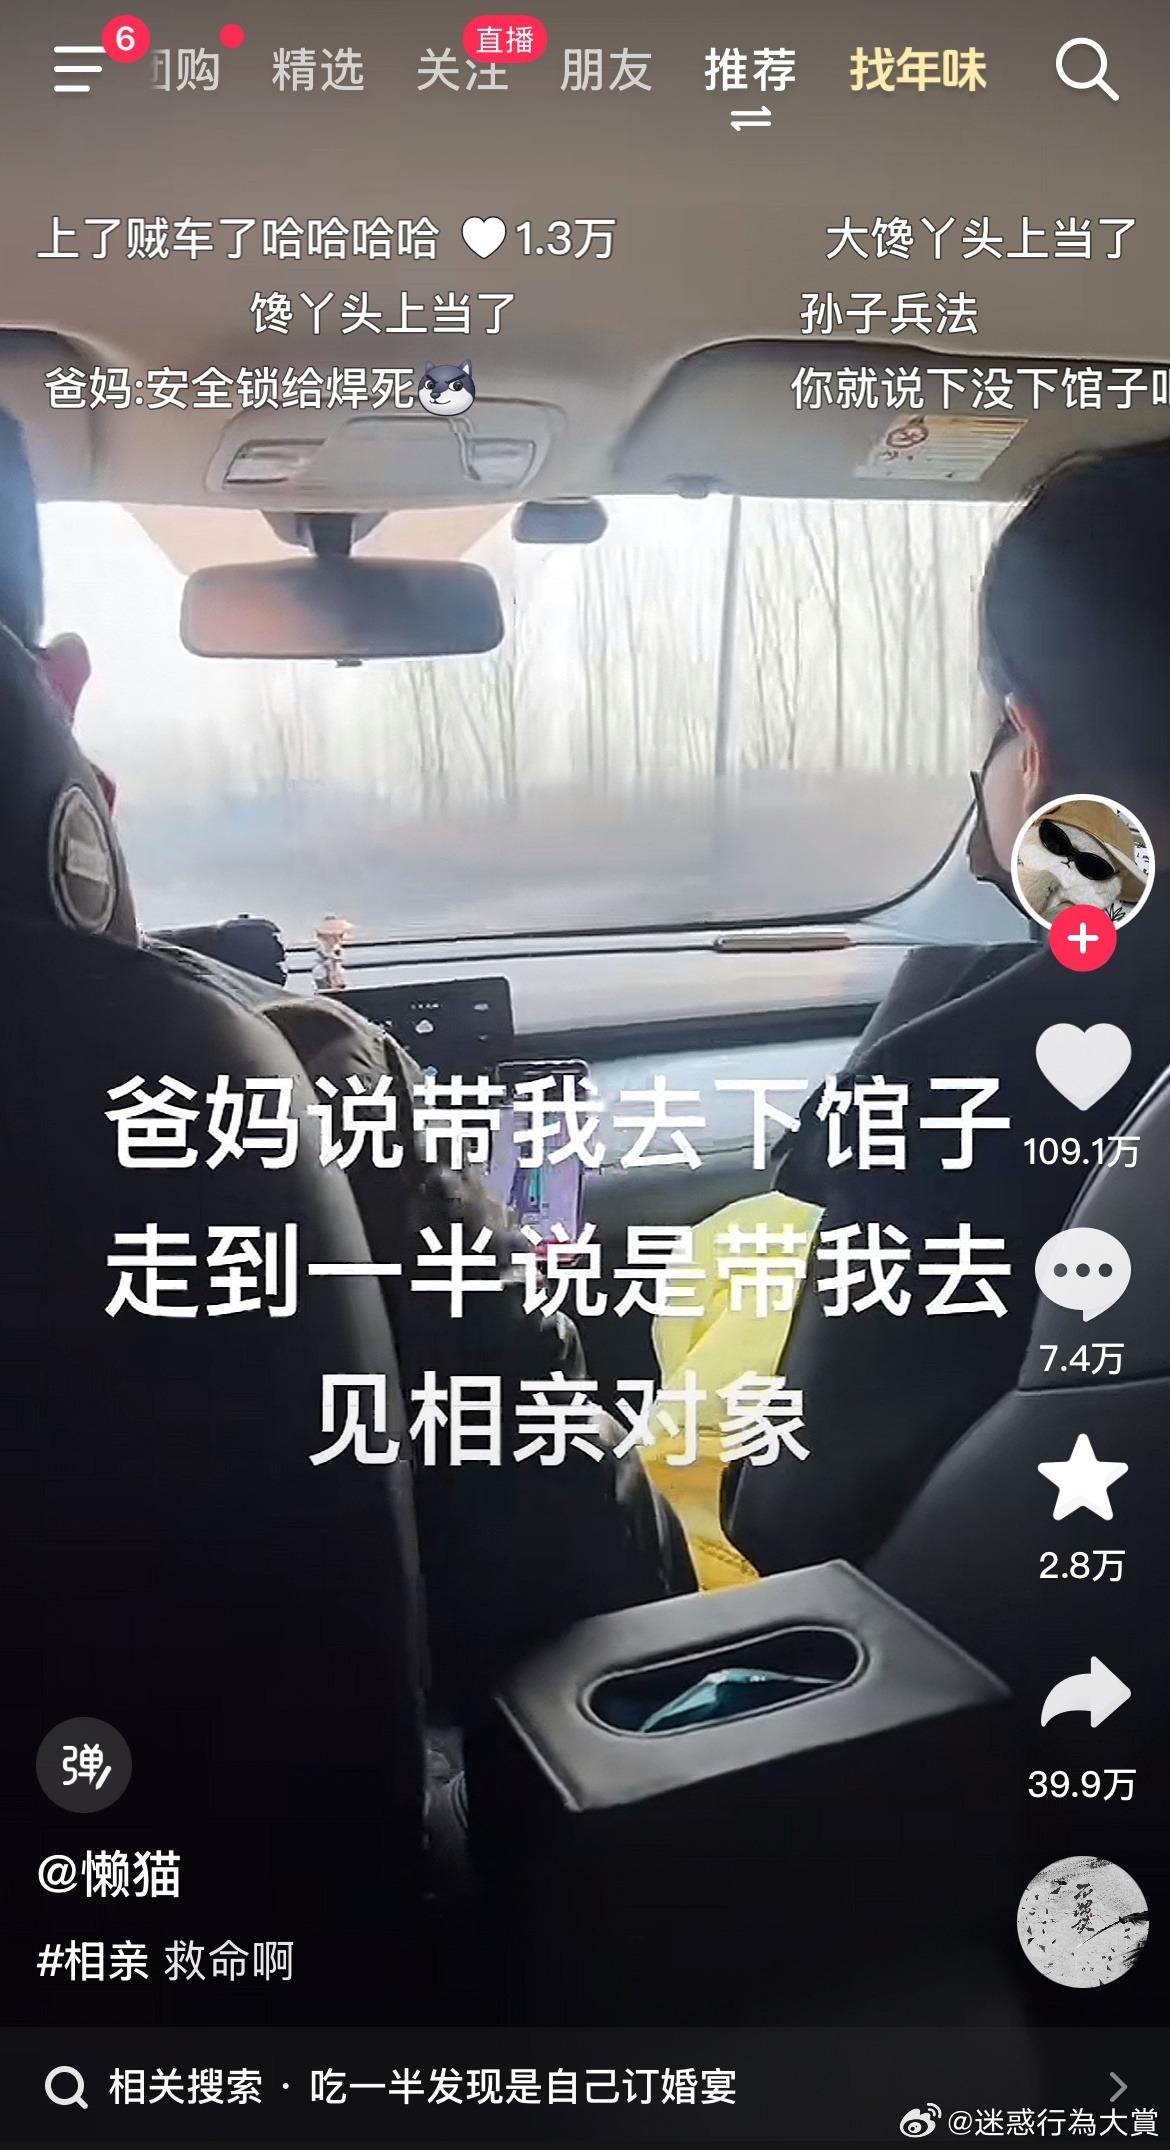 6
团购
精选
关注
直播
朋友
推荐
找年味
上了贼车了哈哈哈哈 1.3万
大馋丫头上当了
馋丫头上当了
孙子兵法
爸妈:安全锁给焊死
你就说下没下馆子吧
爸妈说带我去下馆子
走到一半说是带我去
见相亲对象
109.1万
7.4万
2.8万
39.9万
弹
@懒猫
#相亲 救命啊
相关搜索 · 吃一半发现是自己订婚宴
@迷惑行為大賞